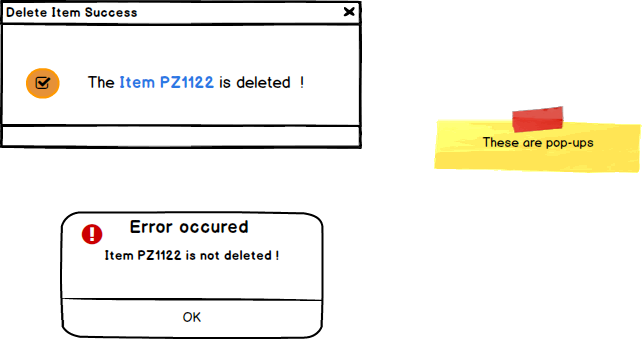 Delete Item Success
The Item PZ1122 is deleted !
These are pop-ups
Error occured
Item PZ1122 is not deleted !
OK